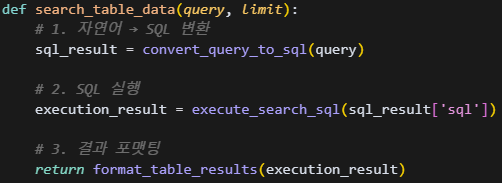 def search_table_data(query, limit):
    # 1. 자연어 → SQL 변환
    sql_result = convert_query_to_sql(query)

    # 2. SQL 실행
    execution_result = execute_search_sql(sql_result['sql'])

    # 3. 결과 포맷팅
    return format_table_results(execution_result)